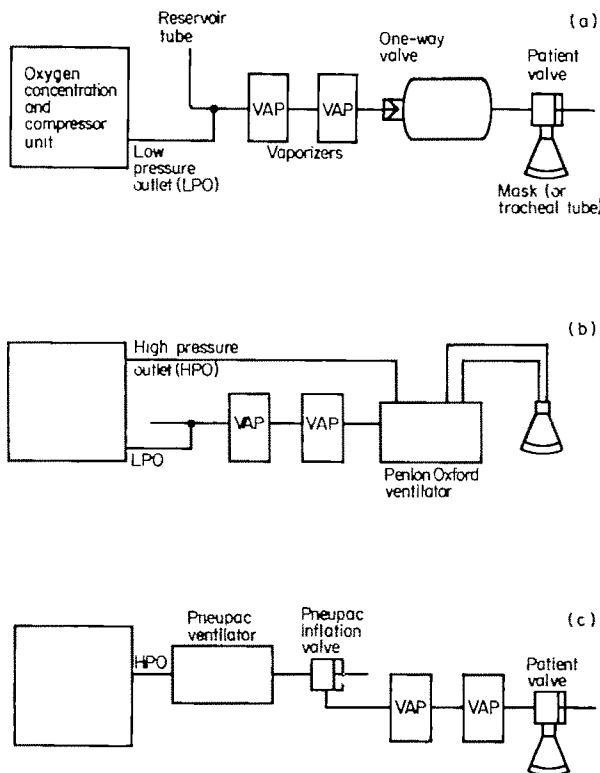 (a)
Reservoir
tube
One-way
valve
Patient
valve
Oxygen
concentration
and
compressor
unit
VAP
VAP
Vaporizers
Low
pressure
outlet (LPO)
Mask (or
tracheal tube)
(b)
High pressure
outlet (HPO)
VAP
VAP
LPO
Penlon Oxford
ventilator
(c)
Pneupac
ventilator
Pneupac
inflation
valve
HPO
Patient
valve
VAP
VAP